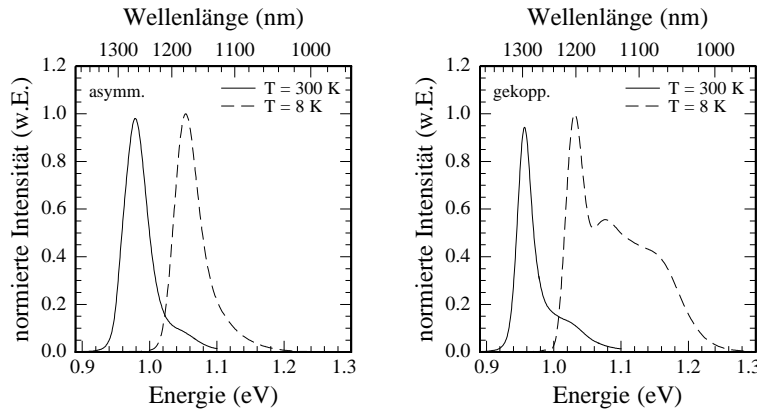 Wellenlänge (nm)
1300 1200 1100 1000
normierte Intensität (w.E.)
1.2
1.0
0.8
0.6
0.4
0.2
0.0
asymm.
T = 300 K
T = 8 K
0.9 1.0 1.1 1.2 1.3
Energie (eV)
Wellenlänge (nm)
1300 1200 1100 1000
normierte Intensität (w.E.)
1.2
1.0
0.8
0.6
0.4
0.2
0.0
gekopp.
T = 300 K
T = 8 K
0.9 1.0 1.1 1.2 1.3
Energie (eV)